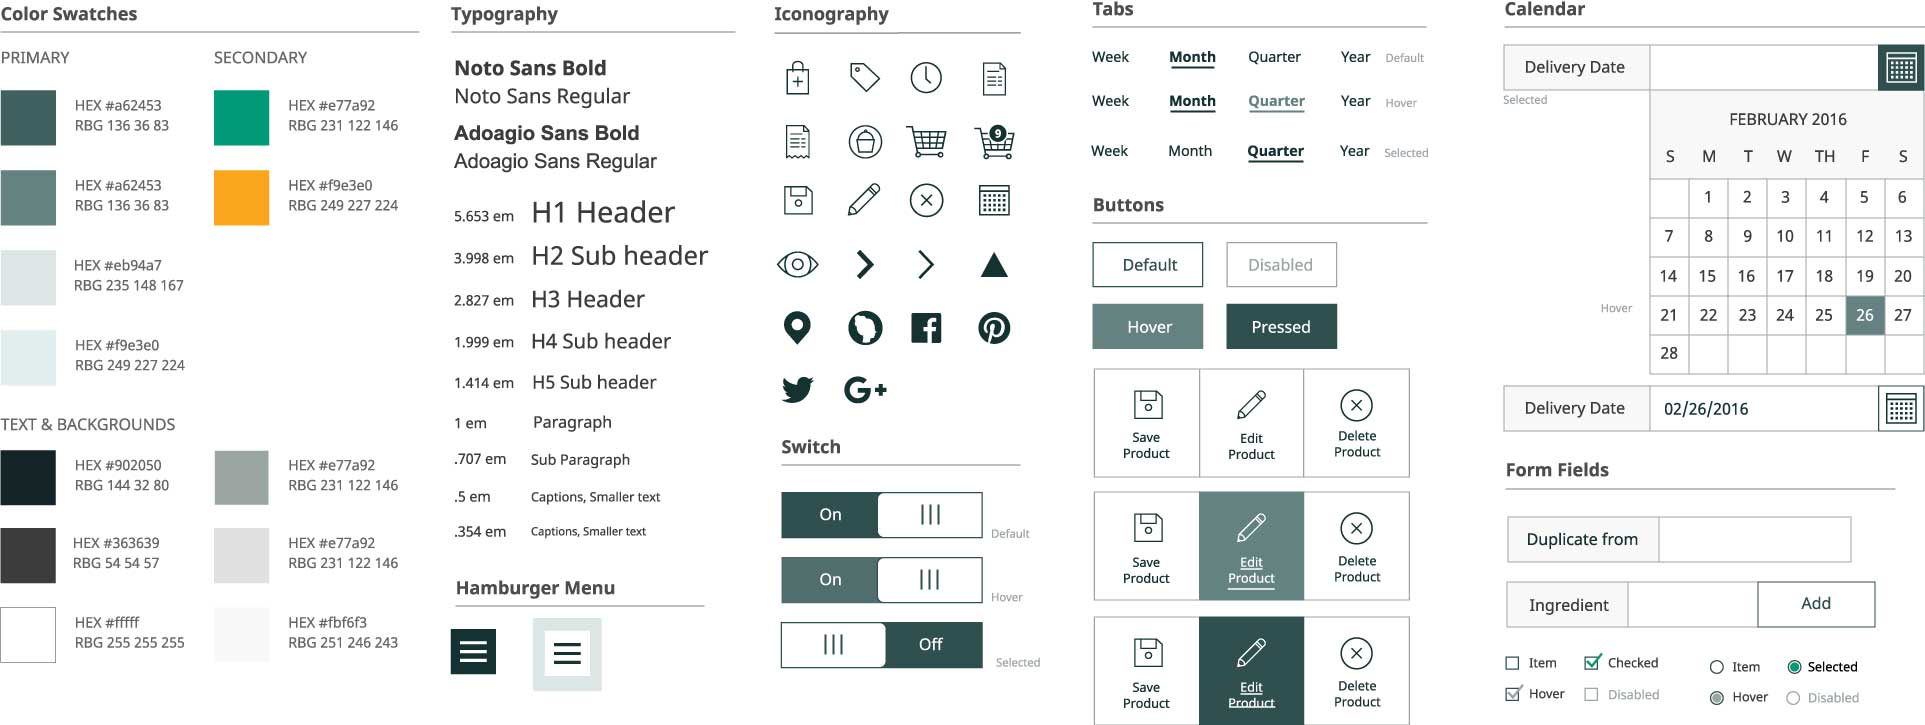 Color Swatches
PRIMARY
SECONDARY
HEX #a62453
RBG 136 36 83
HEX #e77a92
RBG 231 122 146
HEX #a62453
RBG 136 36 83
HEX #f9e3e0
RBG 249 227 224
HEX #eb94a7
RBG 235 148 167
HEX #f9e3e0
RBG 249 227 224
TEXT & BACKGROUNDS
HEX #902050
RBG 144 32 80
HEX #e77a92
RBG 231 122 146
HEX #363639
RBG 54 54 57
HEX #e77a92
RBG 231 122 146
HEX #fffff
RBG 255 255 255
HEX #fbf6f3
RBG 251 246 243
Typography
Noto Sans Bold
Noto Sans Regular
Adoagio Sans Bold
Adoagio Sans Regular
5.653 em H1 Header
3.998 em H2 Sub header
2.827 em H3 Header
1.999 em H4 Sub header
1.414 em H5 Sub header
1 em Paragraph
.707 em Sub Paragraph
.5 em Captions, Smaller text
.354 em Captions, Smaller text
Hamburger Menu
Iconography
9
G+
Switch
On
Default
On
Hover
Off
Selected
Tabs
Week Month Quarter Year Default
Week Month Quarter Year Hover
Week Month Quarter Year Selected
Buttons
Default Disabled
Hover Pressed
Save
Product
Edit
Product
Delete
Product
Save
Product
Edit
Product
Delete
Product
Save
Product
Edit
Product
Delete
Product
Calendar
Delivery Date
Selected
FEBRUARY 2016
S M T W TH F S
1 2 3 4 5 6
7 8 9 10 11 12 13
14 15 16 17 18 19 20
Hover
21 22 23 24 25 26 27
28
Delivery Date 02/26/2016
Form Fields
Duplicate from
Ingredient Add
Item Checked Item Selected
Hover Disabled Hover Disabled